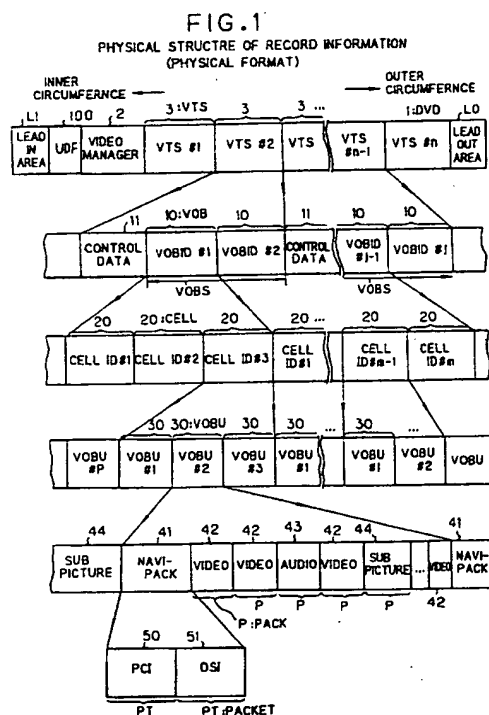 FIG.1
PHYSICAL STRUCTRE OF RECORD INFORMATION
(PHYSICAL FORMAT)
INNER CIRCUMFERNCE
OUTER CIRCUMFERNCE
L1 100 2 3:VTS 3 3 ... 1:DVD LO
LEAD IN AREA UDF VIDEO MANAGER VTS #1 VTS #2 VTS VTS #n-1 VTS #n LEAD OUT AREA
11 10:VOB 10 11 10 10
CONTROL DATA VOBID #1 VOBID #2 CONTROL DATA VOBID #j-1 VOBID #j
VOBS VOBS
20 20:CELL 20 20 ... 20 20
CELL ID#1 CELL ID#2 CELL ID#3 CELL ID#1 CELL ID#m-1 CELL ID#m
30 30:VOBU 30 30 ... 30 ...
VOBU #P VOBU #1 VOBU #2 VOBU #3 VOBU #1 VOBU #1 VOBU #2 VOBU
44 41 42 42 43 42 44 41
SUB PICTURE NAVI-PACK VIDEO VIDEO AUDIO VIDEO SUB PICTURE ... VIDEO NAVI-PACK
P P P P 42
P:PACK
50 51
PCI DSI
PT PT:PACKET